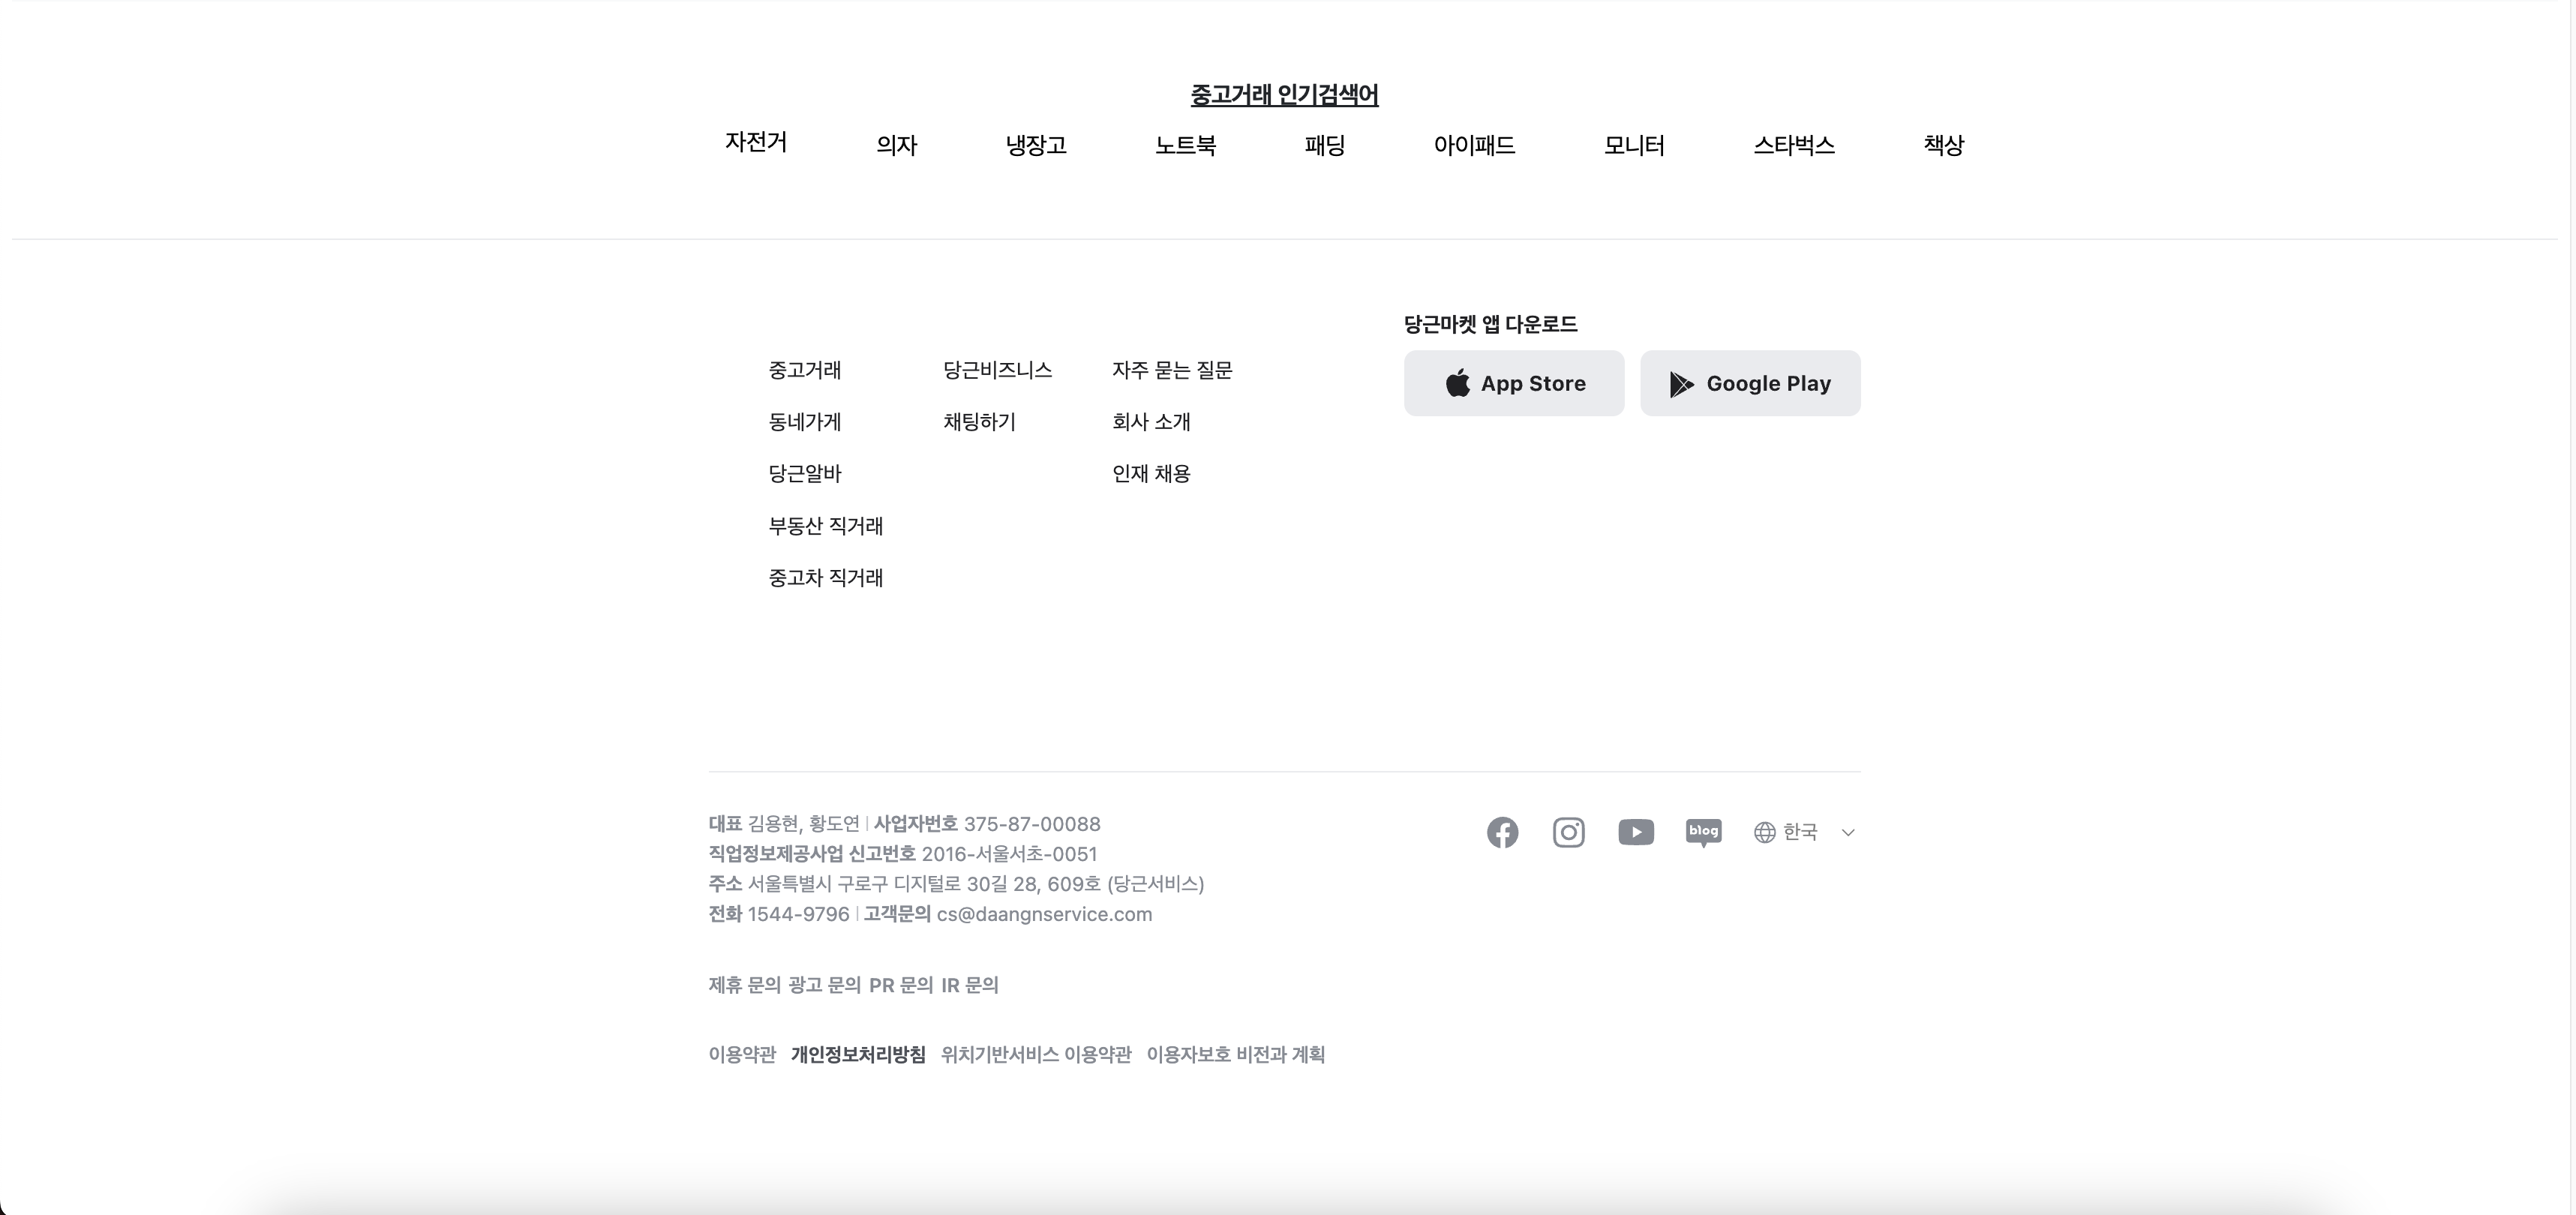 중고거래 인기검색어
자전거 의자 냉장고 노트북 패딩 아이패드 모니터 스타벅스 책상
중고거래
동네가게
당근알바
부동산 직거래
중고차 직거래
당근비즈니스
채팅하기
자주 묻는 질문
회사 소개
인재 채용
당근마켓 앱 다운로드
App Store
Google Play
대표 김용현, 황도연 | 사업자번호 375-87-00088
직업정보제공사업 신고번호 2016-서울서초-0051
주소 서울특별시 구로구 디지털로 30길 28, 609호 (당근서비스)
전화 1544-9796 | 고객문의 cs@daangnservice.com
blog
한국
제휴 문의 광고 문의 PR 문의 IR 문의
이용약관 개인정보처리방침 위치기반서비스 이용약관 이용자보호 비전과 계획